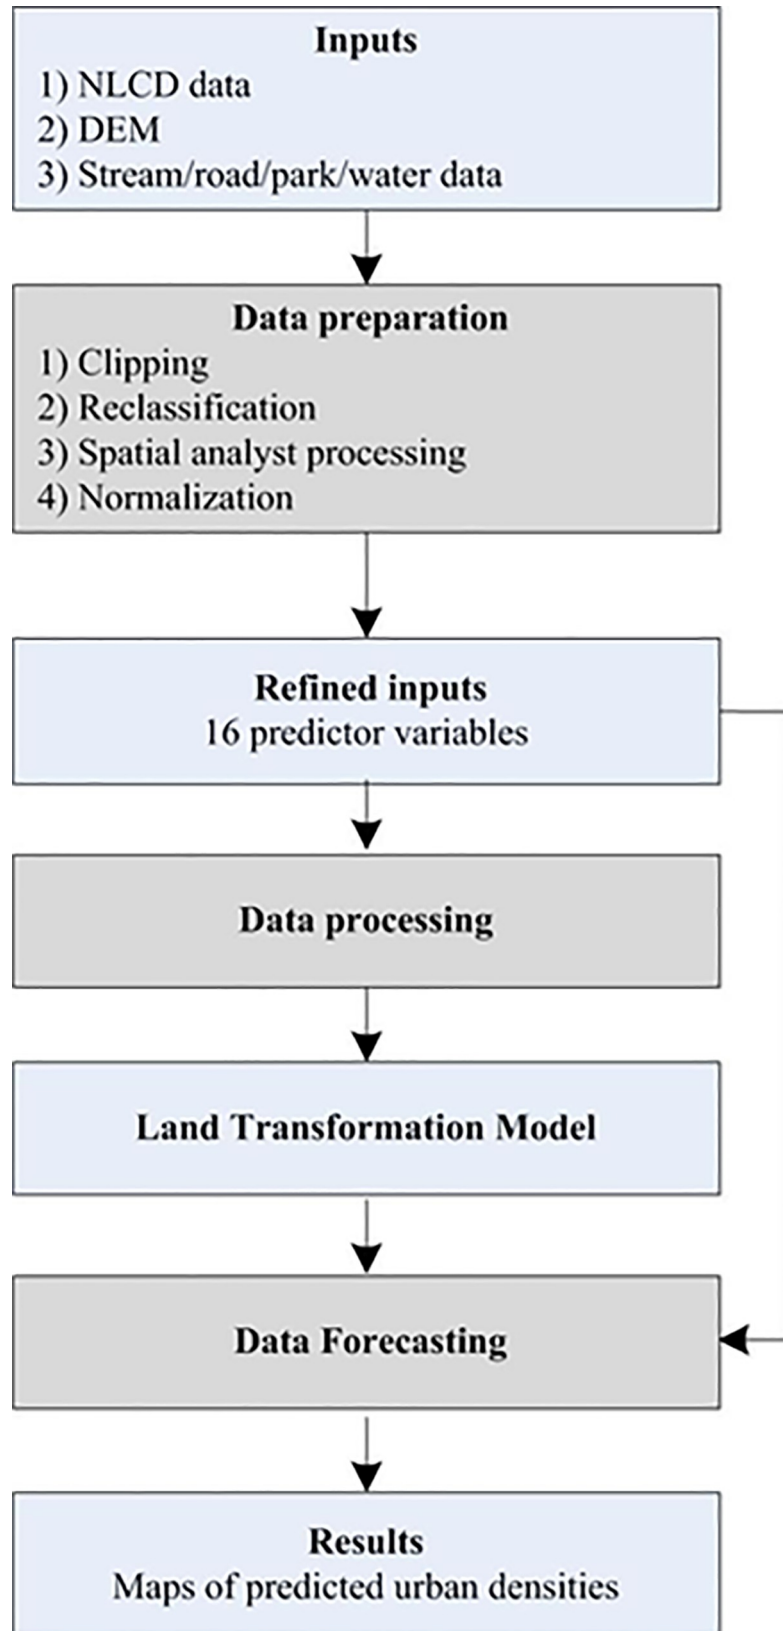 Inputs
1) NLCD data
2) DEM
3) Stream/road/park/water data
Data preparation
1) Clipping
2) Reclassification
3) Spatial analyst processing
4) Normalization
Refined inputs
16 predictor variables
Data processing
Land Transformation Model
Data Forecasting
Results
Maps of predicted urban densities